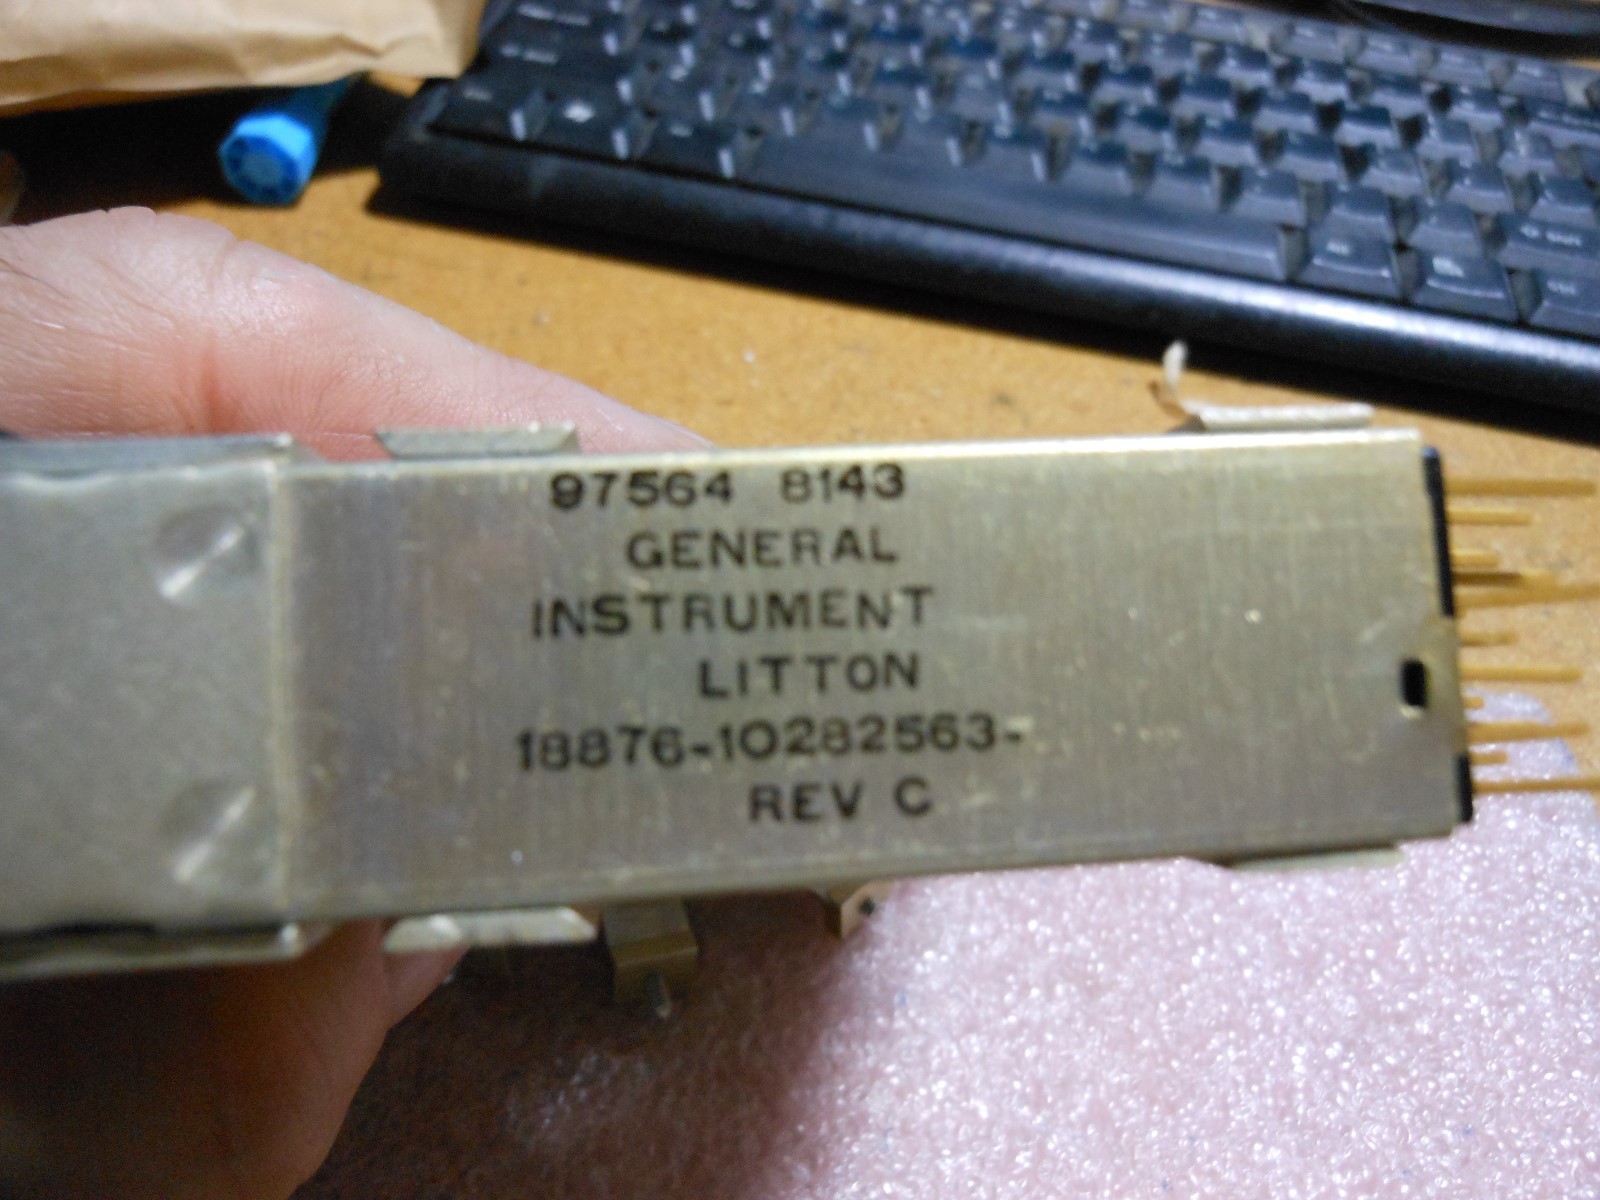 97564 8143
GENERAL
INSTRUMENT
LITTON
18876-10282563-
REV C